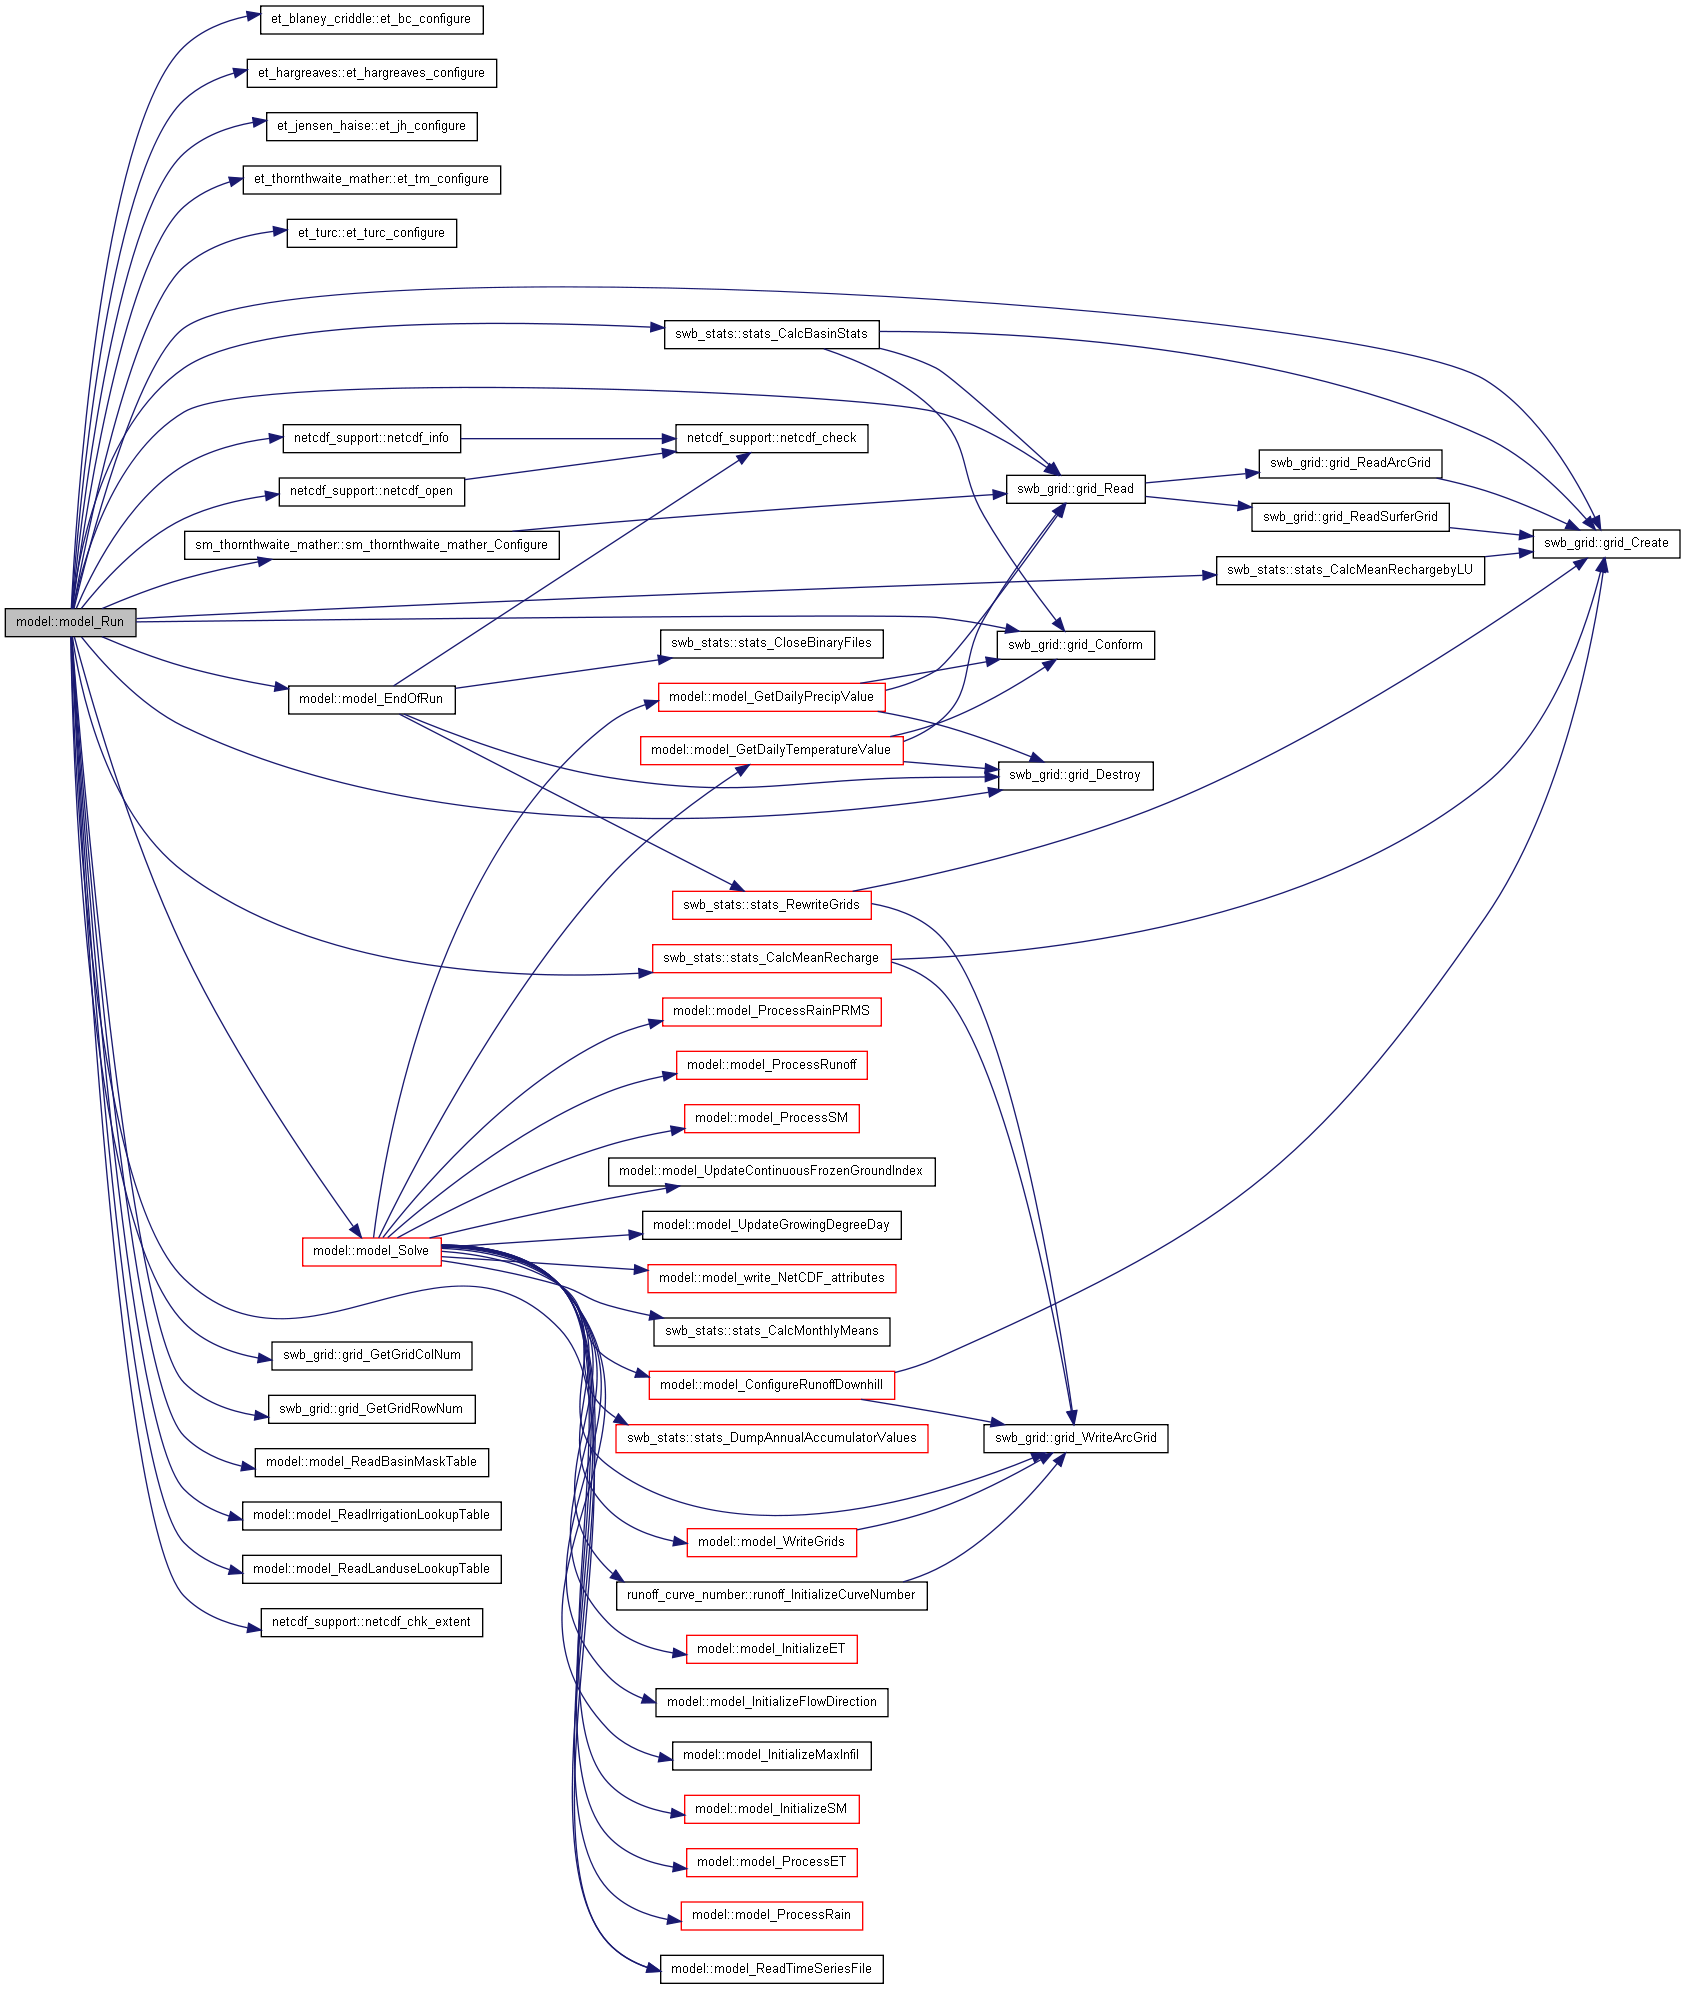 et_blaney_criddle::et_bc_configure
et_hargreaves::et_hargreaves_configure
et_jensen_haise::et_jh_configure
et_thornthwaite_mather::et_tm_configure
et_turc::et_turc_configure
swb_stats::stats_CalcBasinStats
netcdf_support::netcdf_info
netcdf_support::netcdf_check
swb_grid::grid_ReadArcGrid
netcdf_support::netcdf_open
swb_grid::grid_Read
swb_grid::grid_ReadSurferGrid
sm_thornthwaite_mather::sm_thornthwaite_mather_Configure
swb_grid::grid_Create
swb_stats::stats_CalcMeanRechargebyLU
model::model_Run
swb_stats::stats_CloseBinaryFiles
swb_grid::grid_Conform
model::model_EndOfRun
model::model_GetDailyPrecipValue
model::model_GetDailyTemperatureValue
swb_grid::grid_Destroy
swb_stats::stats_RewriteGrids
swb_stats::stats_CalcMeanRecharge
model::model_ProcessRainPRMS
model::model_ProcessRunoff
model::model_ProcessSM
model::model_UpdateContinuousFrozenGroundIndex
model::model_UpdateGrowingDegreeDay
model::model_Solve
model::model_write_NetCDF_attributes
swb_stats::stats_CalcMonthlyMeans
swb_grid::grid_GetGridColNum
model::model_ConfigureRunoffDownhill
swb_grid::grid_GetGridRowNum
swb_stats::stats_DumpAnnualAccumulatorValues
swb_grid::grid_WriteArcGrid
model::model_ReadBasinMaskTable
model::model_ReadIrrigationLookupTable
model::model_WriteGrids
model::model_ReadLanduseLookupTable
runoff_curve_number::runoff_InitializeCurveNumber
netcdf_support::netcdf_chk_extent
model::model_InitializeET
model::model_InitializeFlowDirection
model::model_InitializeMaxInfil
model::model_InitializeSM
model::model_ProcessET
model::model_ProcessRain
model::model_ReadTimeSeriesFile